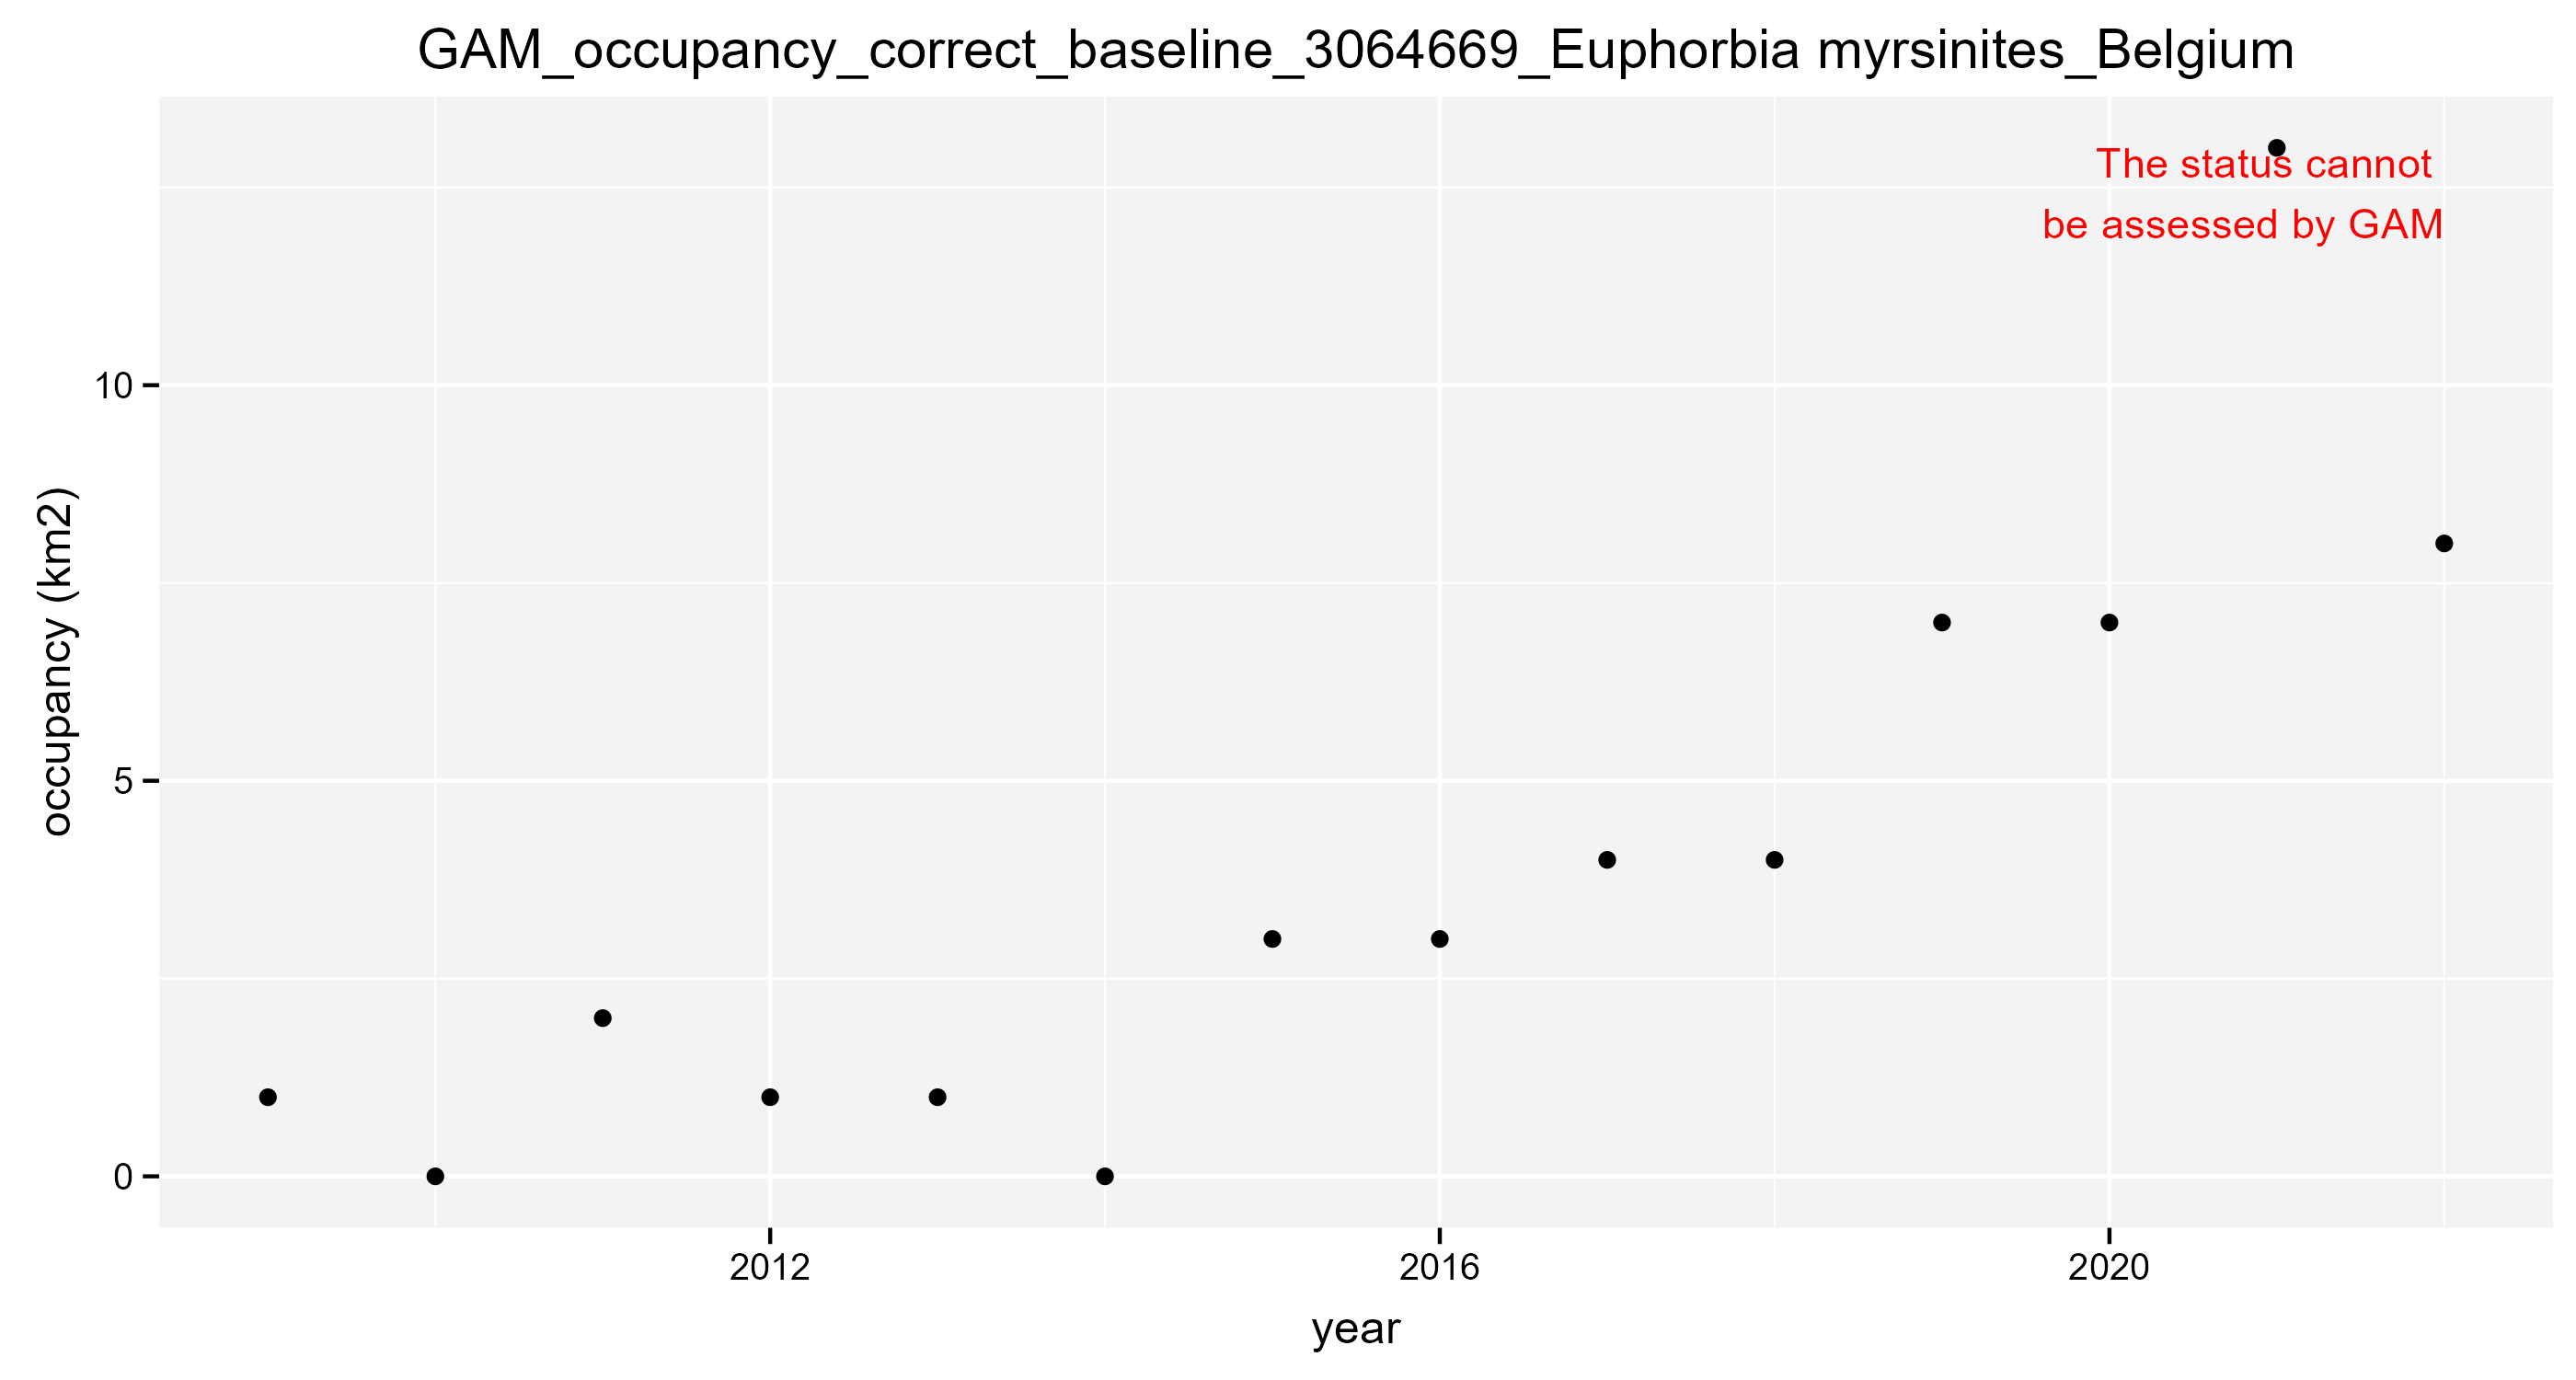 GAM_occupancy_correct_baseline_3064669_Euphorbia myrsinites_Belgium
The status cannot
be assessed by GAM
10
5
0
occupancy (km2)
2012 2016 2020
year